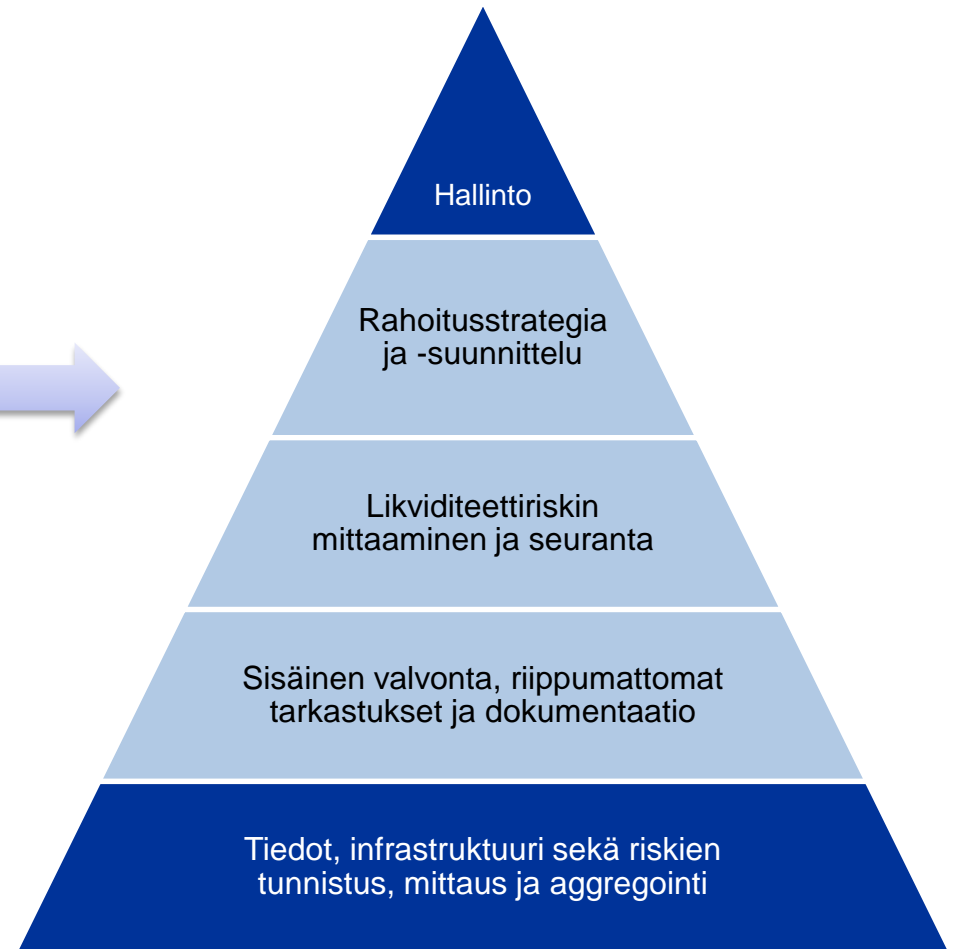 Hallinto
Rahoitusstrategia
ja -suunnittelu
Likviditeettiriskin
mittaaminen ja seuranta
Sisäinen valvonta, riippumattomat
tarkastukset ja dokumentaatio
Tiedot, infrastruktuuri sekä riskien
tunnistus, mittaus ja aggregointi